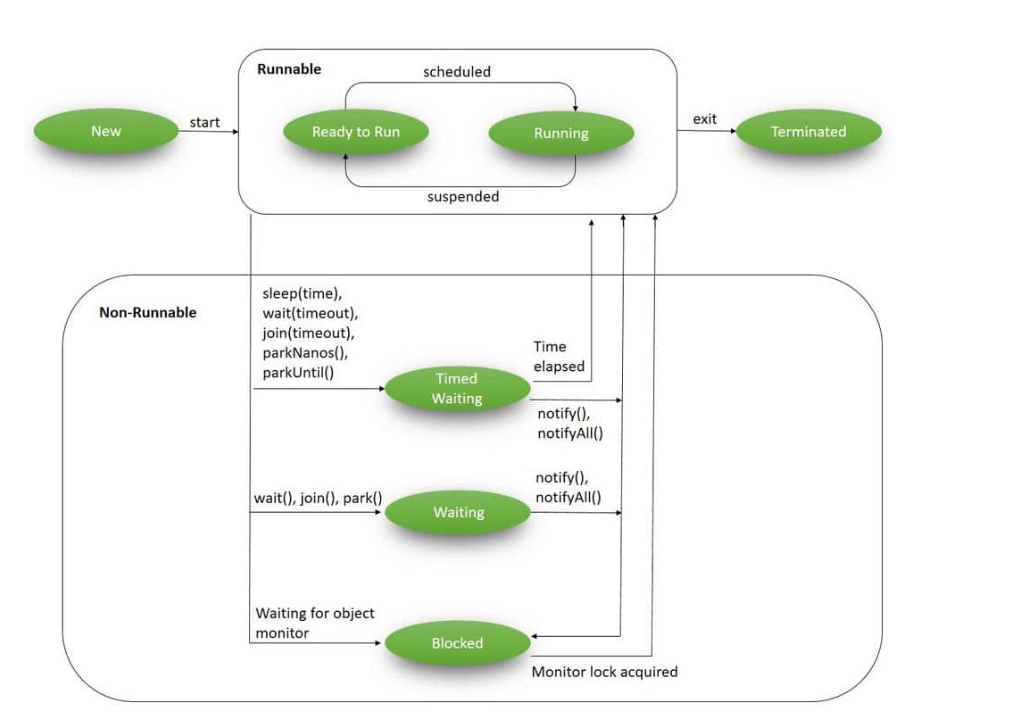 Runnable
scheduled
New
start
Ready to Run
Running
exit
Terminated
suspended
Non-Runnable
sleep(time),
wait(timeout),
join(timeout),
parkNanos(),
parkUntil()
Time
elapsed
Timed
Waiting
notify(),
notifyAll()
wait(), join(), park()
Waiting
notify(),
notifyAll()
Waiting for object
monitor
Blocked
Monitor lock acquired